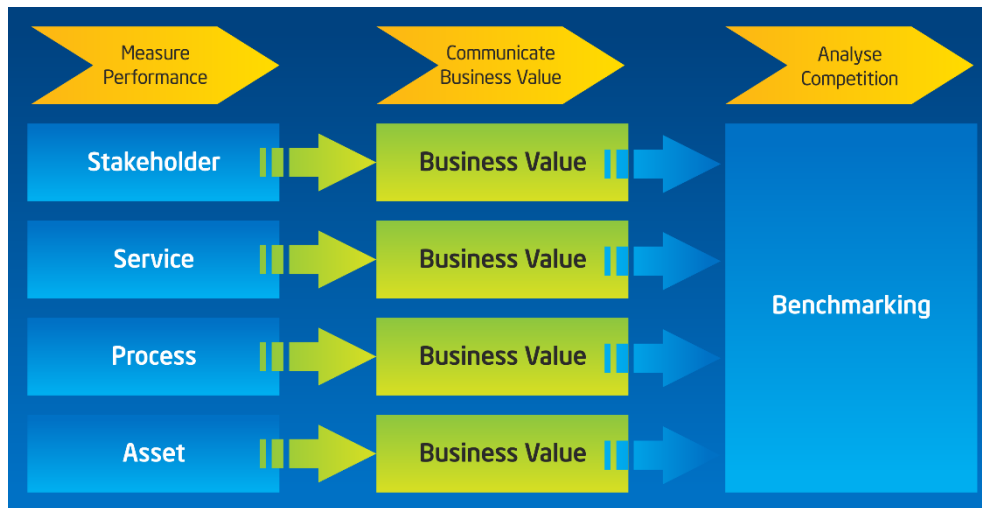 Measure
Performance
Communicate
Business Value
Analyse
Competition
Stakeholder
Business Value
Service
Business Value
Benchmarking
Process
Business Value
Asset
Business Value